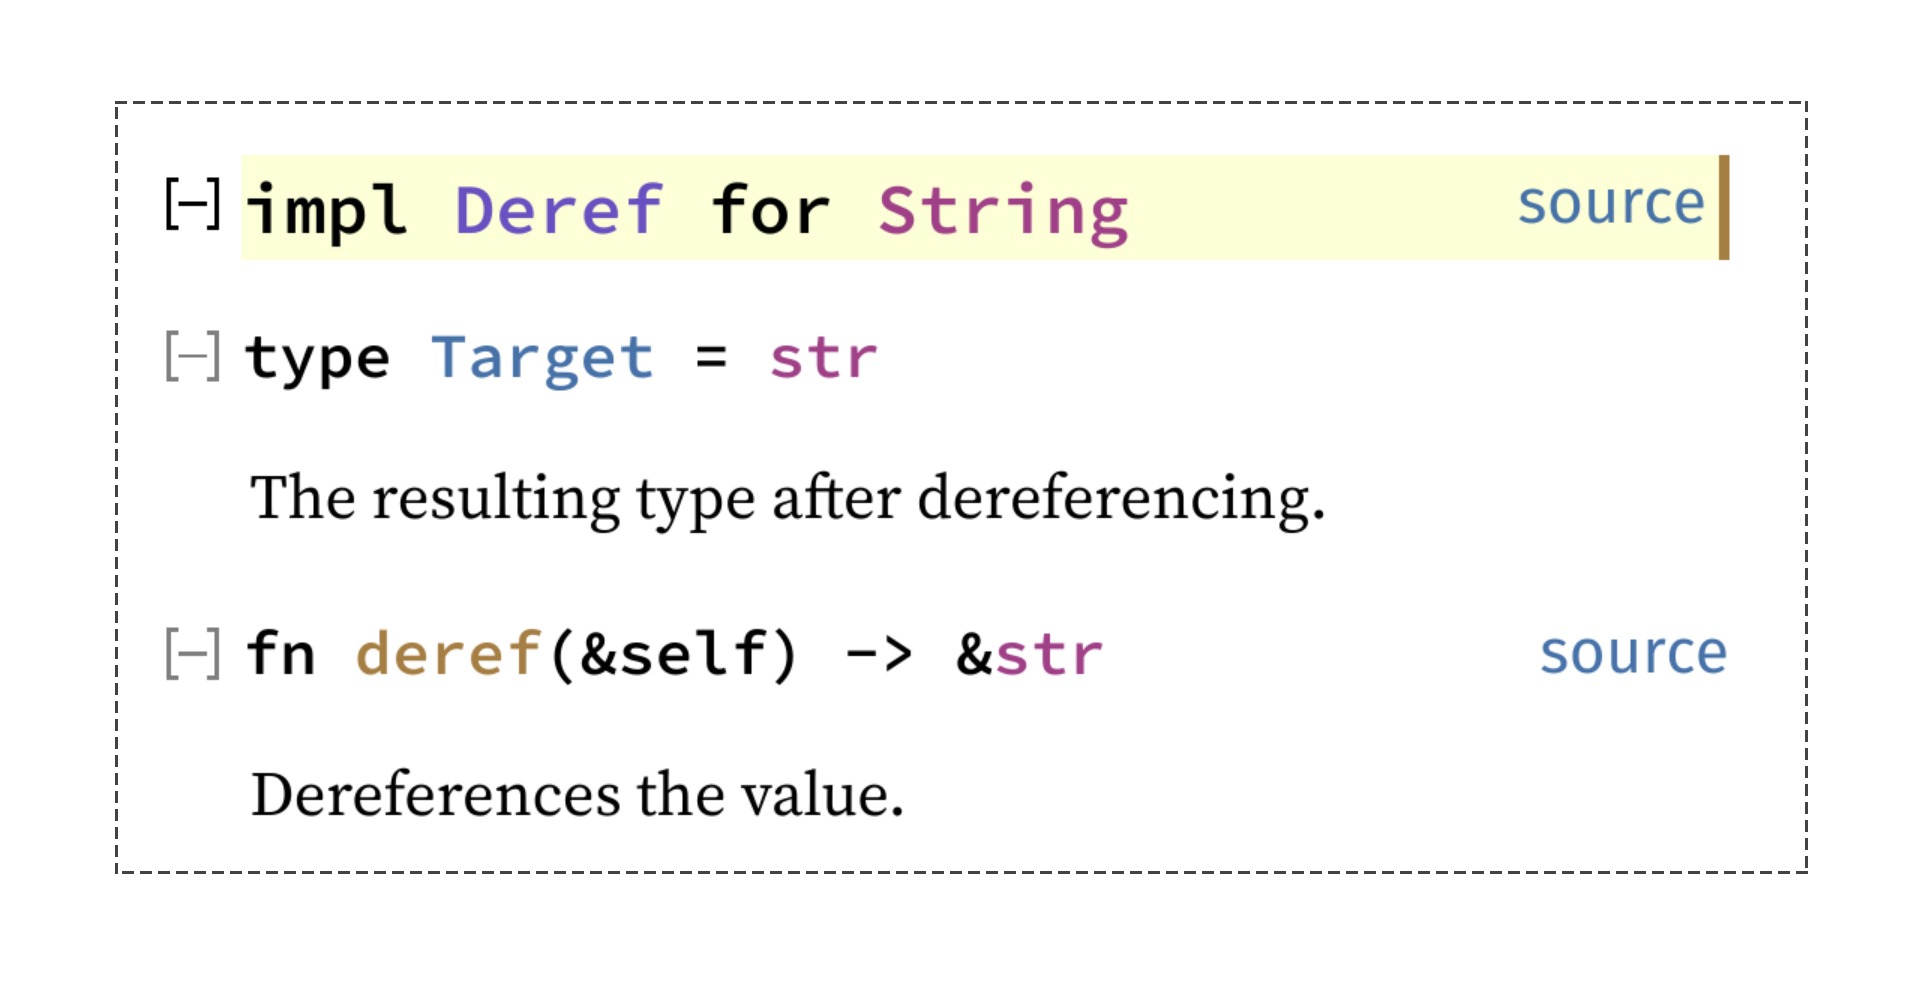 [−] impl Deref for String source
[−] type Target = str
The resulting type after dereferencing.
[−] fn deref(&self) -> &str source
Dereferences the value.